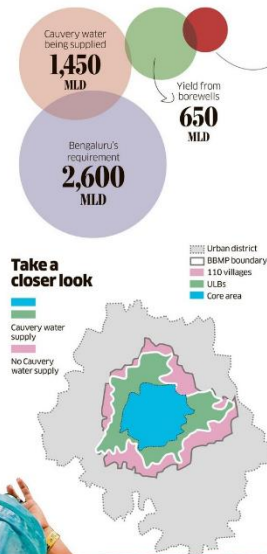 Cauvery water
being supplied
1,450
MLD
Yield from
borewells
650
MLD
Bengaluru's
requirement
2,600
MLD
Take a
closer look
Cauvery water
supply
No Cauvery
water supply
Urban district
BBMP boundary
110 villages
ULBs
Core area